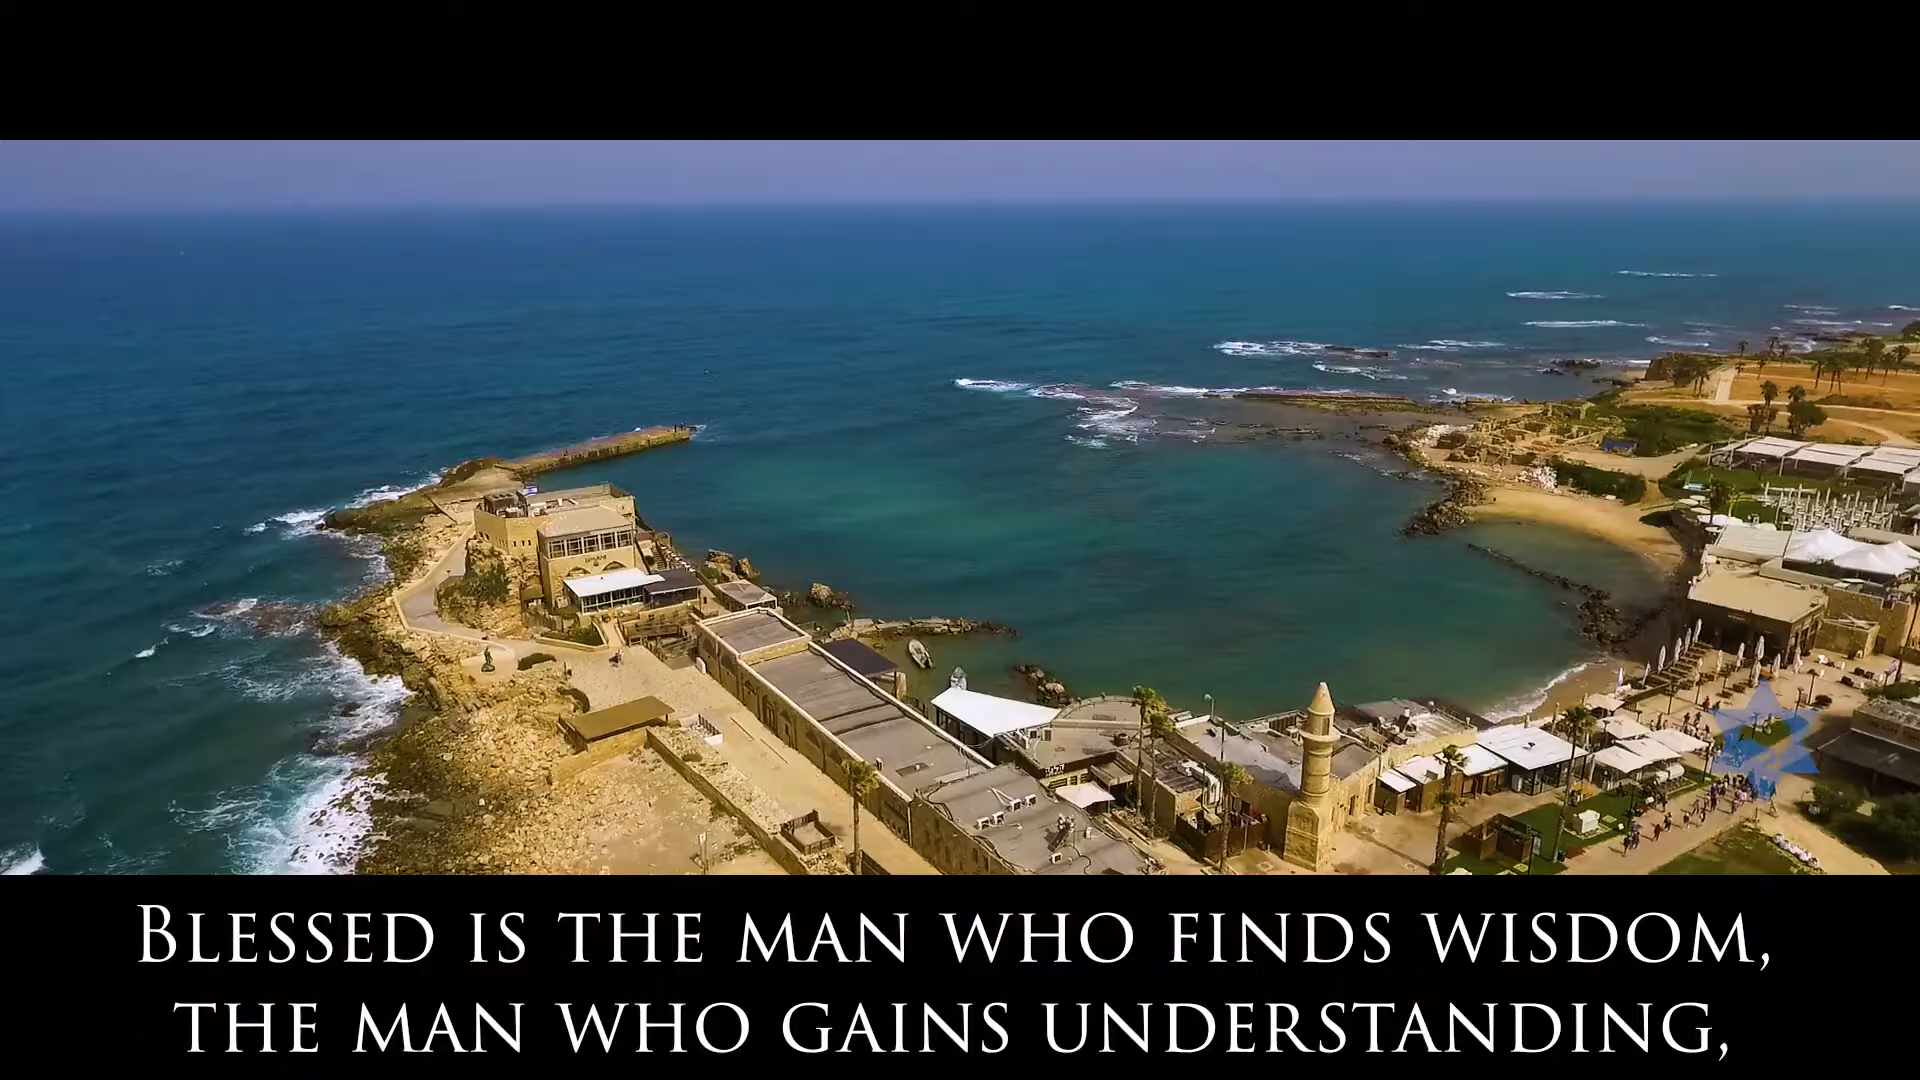 Blessed is the man who finds wisdom,
the man who gains understanding,